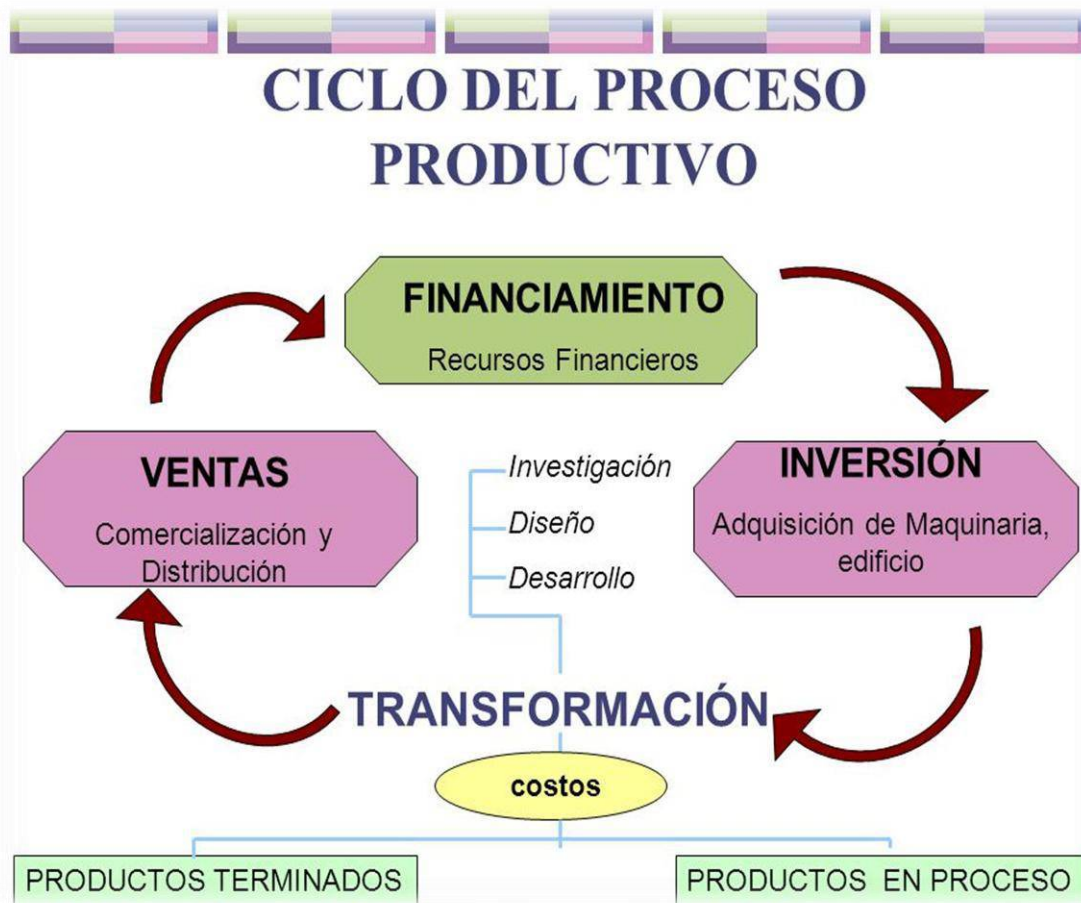 CICLO DEL PROCESO
PRODUCTIVO
FINANCIAMIENTO
Recursos Financieros
VENTAS
Comercialización y
Distribución
Investigación
Diseño
Desarrollo
INVERSIÓN
Adquisición de Maquinaria,
edificio
TRANSFORMACIÓN
costos
PRODUCTOS TERMINADOS
PRODUCTOS EN PROCESO